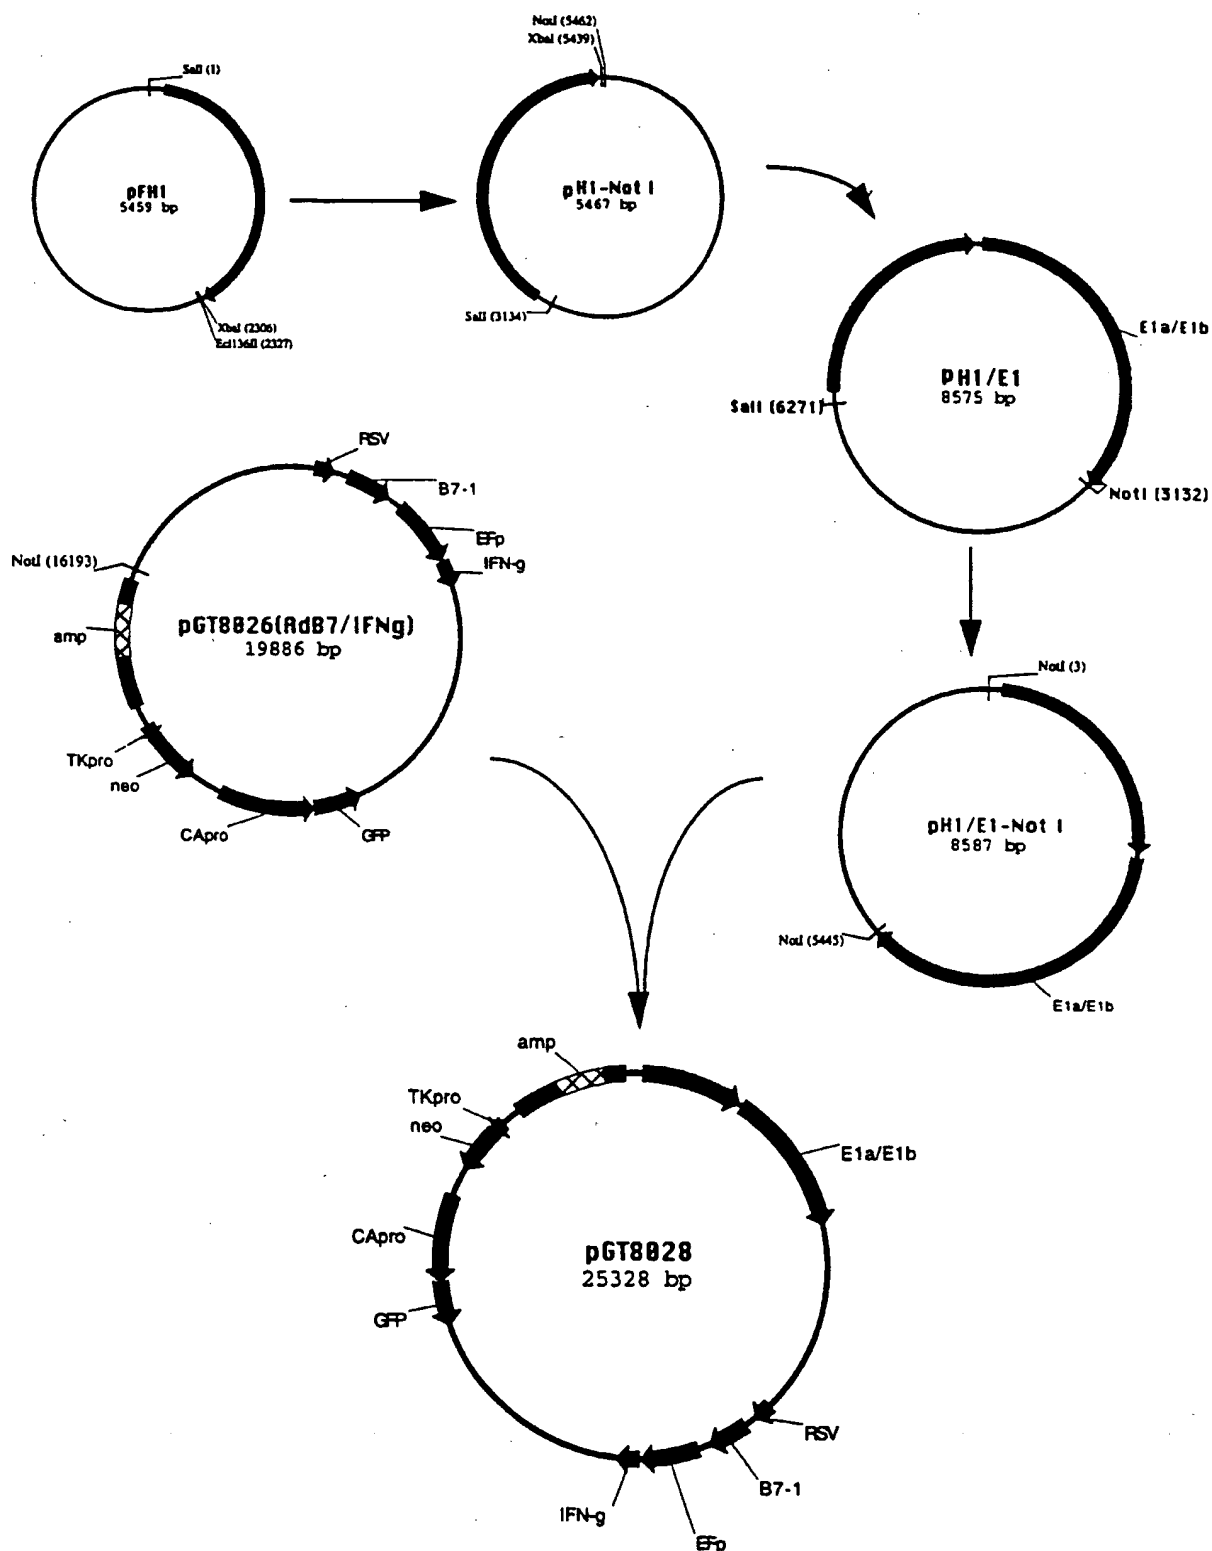 NotI (5462)
XbaI (5439)
SalI (1)
pFH1
5459 bp
XbaI (2306)
Ecl136II (2327)
pH1-Not I
5467 bp
SalI (3134)
E1a/E1b
pH1/E1
8575 bp
SalI (6271)
NotI (3132)
RSV
B7-1
EFp
IFN-g
NotI (16193)
pGT8026(RdB7/IFNg)
19886 bp
amp
TKpro
neo
CApro
GFP
NotI (3)
pH1/E1-Not I
8587 bp
NotI (5445)
E1a/E1b
amp
TKpro
neo
E1a/E1b
CApro
pGT8028
25328 bp
GFP
RSV
B7-1
IFN-g
EFp